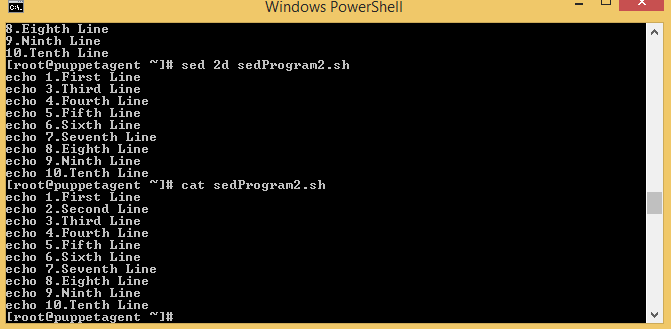 Windows PowerShell
8.Eighth Line
9.Ninth Line
10.Tenth Line
[root@puppetagent ~]# sed 2d sedProgram2.sh
echo 1.First Line
echo 3.Third Line
echo 4.Fourth Line
echo 5.Fifth Line
echo 6.Sixth Line
echo 7.Seventh Line
echo 8.Eighth Line
echo 9.Ninth Line
echo 10.Tenth Line
[root@puppetagent ~]# cat sedProgram2.sh
echo 1.First Line
echo 2.Second Line
echo 3.Third Line
echo 4.Fourth Line
echo 5.Fifth Line
echo 6.Sixth Line
echo 7.Seventh Line
echo 8.Eighth Line
echo 9.Ninth Line
echo 10.Tenth Line
[root@puppetagent ~]#